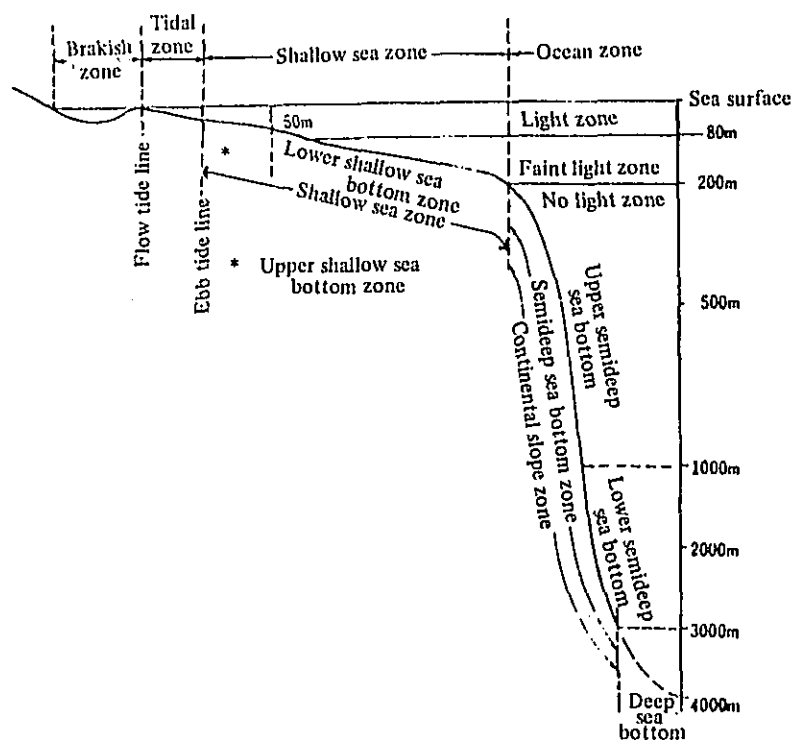 Brakish
zone
Tidal
zone
Shallow sea zone
Ocean zone
Sea surface
50m
Light zone
80m
*
Lower shallow sea
bottom zone
Faint light zone
200m
Shallow sea zone
No light zone
Flow tide line
Ebb tide line
* Upper shallow sea
bottom zone
500m
Upper semideep
sea bottom
Semideep sea bottom zone
Continental slope zone
1000m
Lower semideep
sea bottom
2000m
3000m
4000m
Deep
sea
bottom